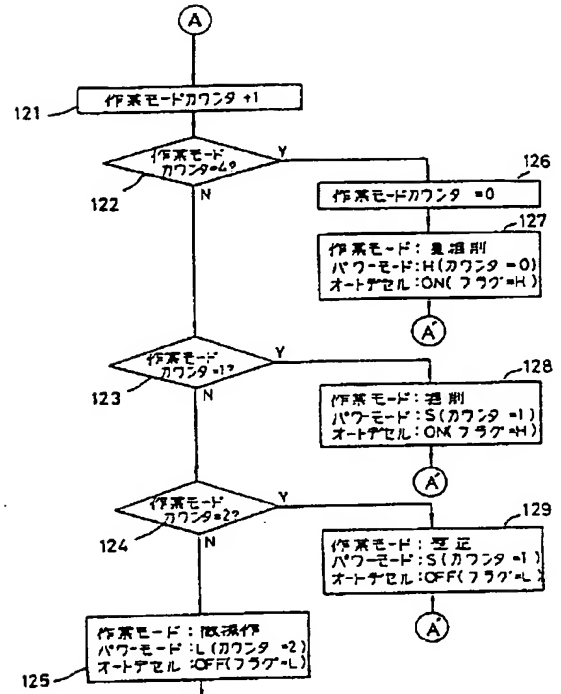 A
121
作業モードカウンタ +1
作業モード
カウンタ=4?
Y
N
122
126
作業モードカウンタ =0
127
作業モード: 重掘削
パワーモード:H(カウンタ=0)
オートデセル:ON(フラグ=H)
A'
作業モード
カウンタ=1?
Y
N
123
128
作業モード: 掘削
パワーモード:S(カウンタ=1)
オートデセル:ON(フラグ=H)
A'
作業モード
カウンタ=2?
Y
N
124
129
作業モード: 整正
パワーモード:S(カウンタ=1)
オートデセル:OFF(フラグ=L)
A'
125
作業モード: 微操作
パワーモード:L(カウンタ=2)
オートデセル:OFF(フラグ=L)